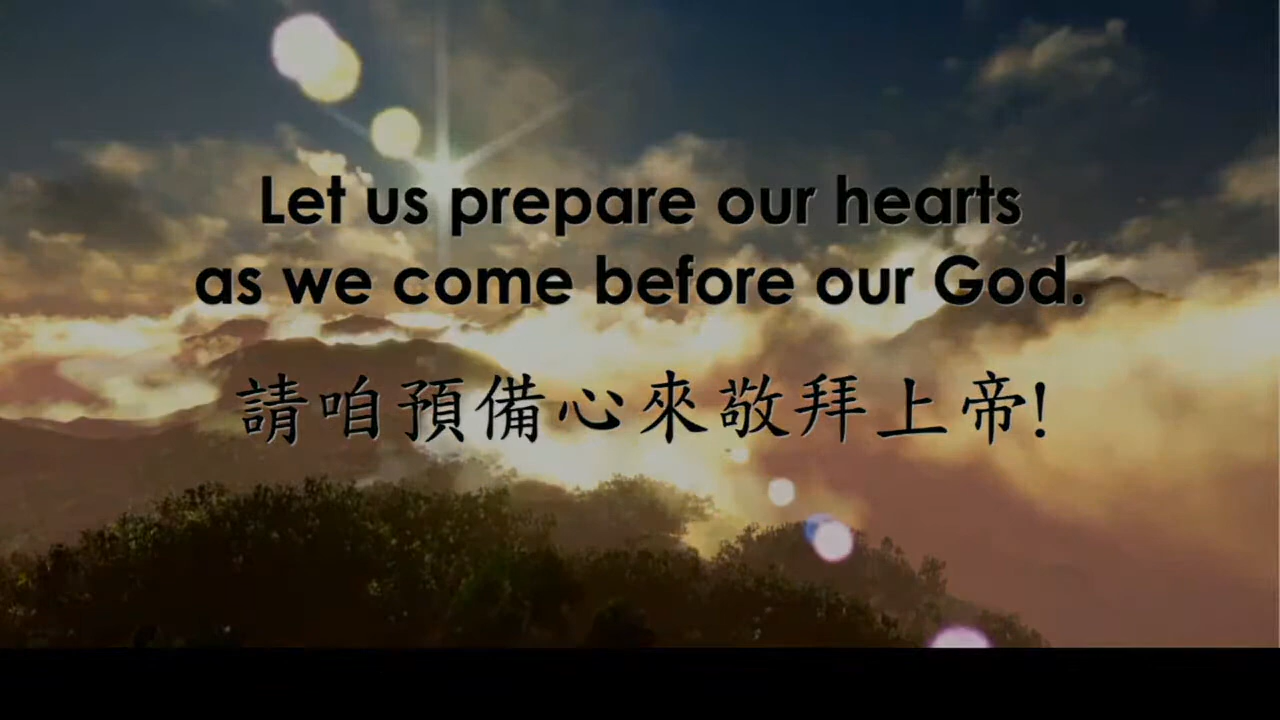 Let us prepare our hearts
as we come before our God.
請咱預備心來敬拜上帝!